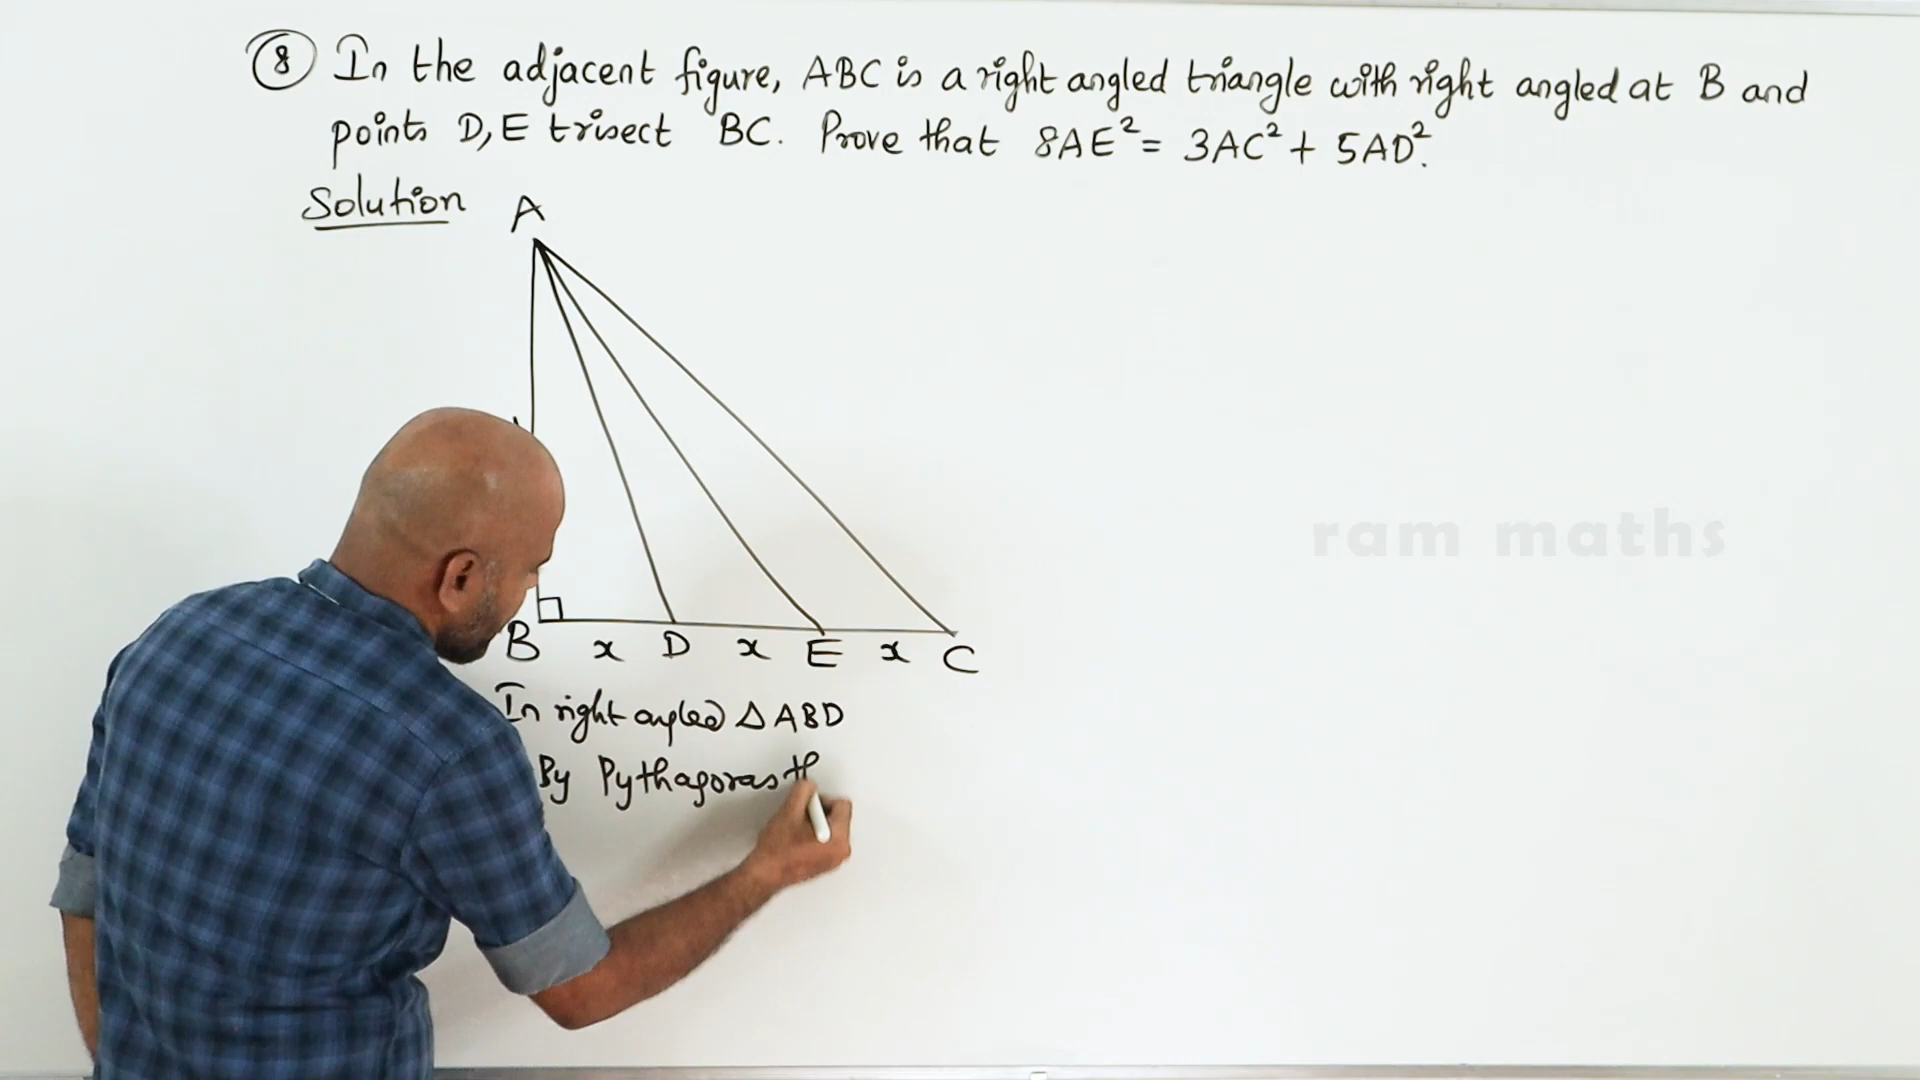 8 In the adjacent figure, ABC is a right angled triangle with right angled at B and
points D, E trisect BC. Prove that 8AE² = 3AC² + 5AD².
Solution
A
B x D x E x C
In right angled △ABD
By Pythagoras th
ram maths